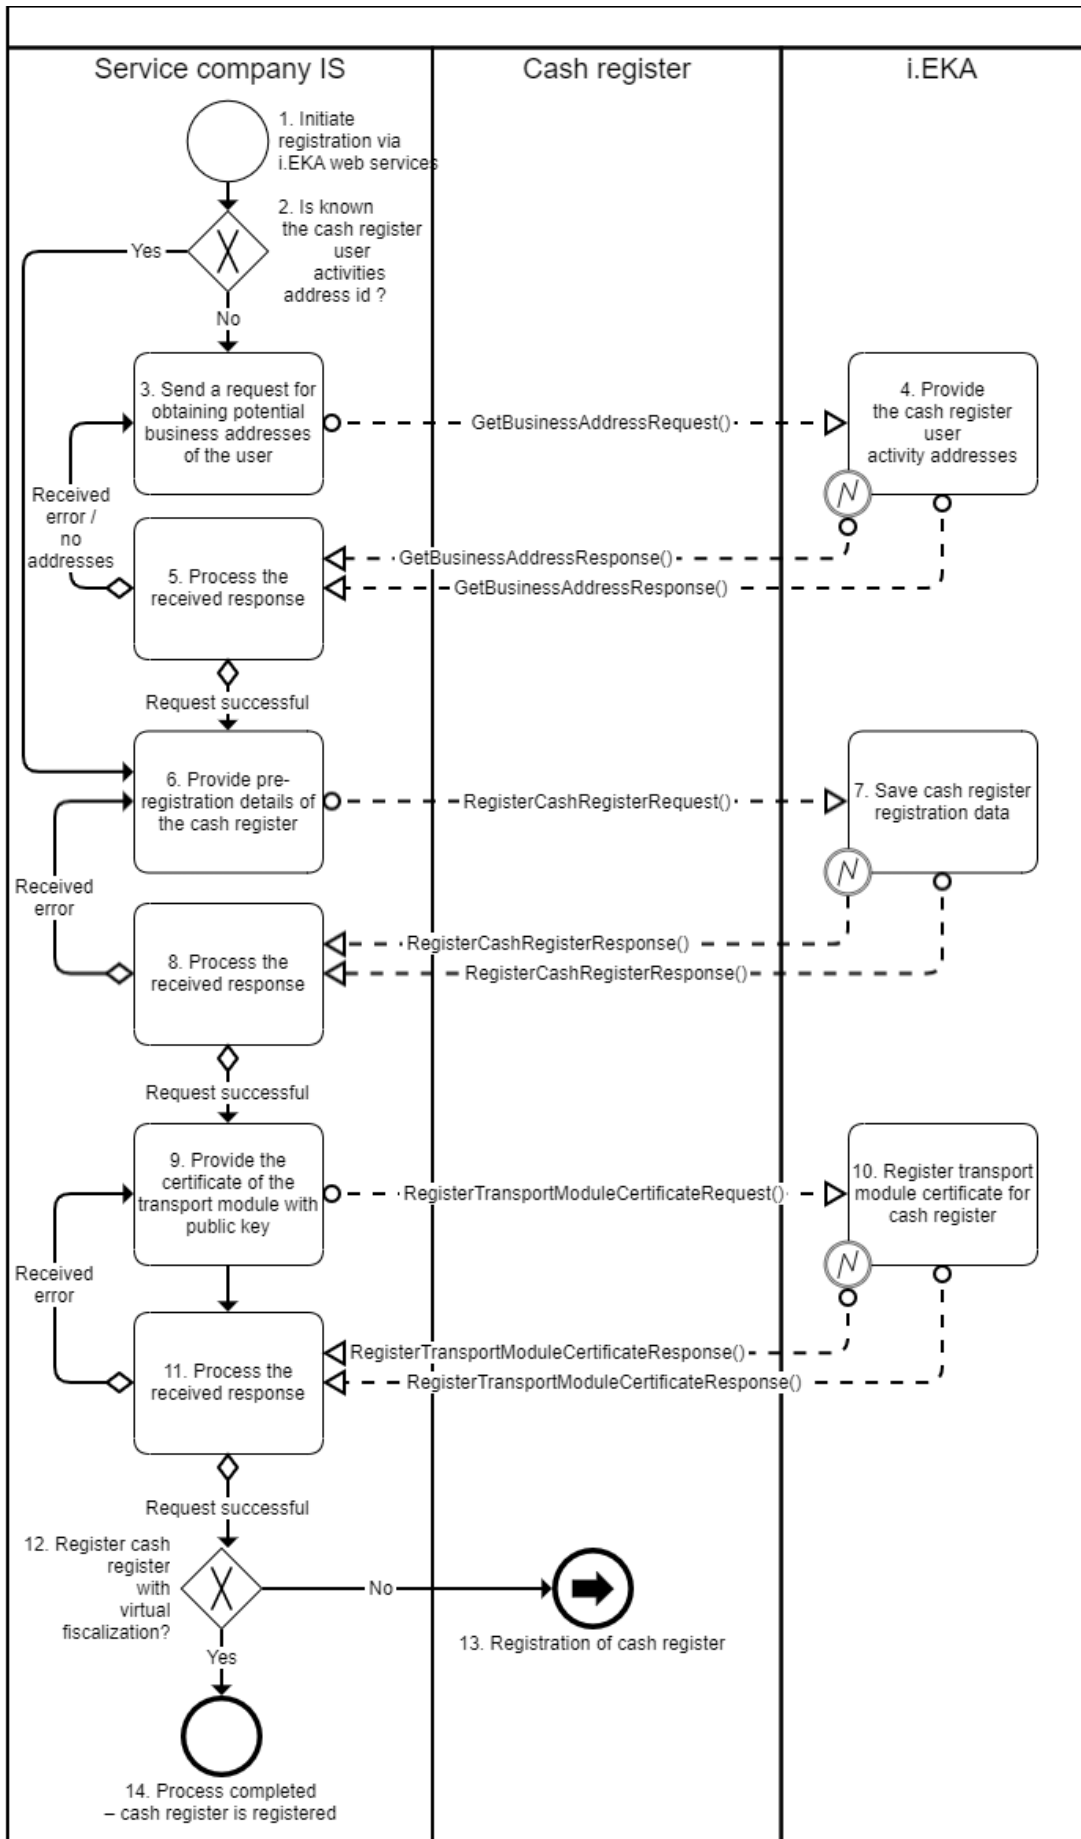 Service company IS
Cash register
i.EKA
1. Initiate
registration via
i.EKA web services
2. Is known
the cash register
user
activities
address id ?
Yes
No
3. Send a request for
obtaining potential
business addresses
of the user
GetBusinessAddressRequest()
4. Provide
the cash register
user
activity addresses
Received
error /
no
addresses
GetBusinessAddressResponse()
GetBusinessAddressResponse()
5. Process the
received response
Request successful
6. Provide pre-
registration details of
the cash register
RegisterCashRegisterRequest()
7. Save cash register
registration data
Received
error
RegisterCashRegisterResponse()
RegisterCashRegisterResponse()
8. Process the
received response
Request successful
9. Provide the
certificate of the
transport module with
public key
RegisterTransportModuleCertificateRequest()
10. Register transport
module certificate for
cash register
Received
error
RegisterTransportModuleCertificateResponse()
RegisterTransportModuleCertificateResponse()
11. Process the
received response
Request successful
12. Register cash
register
with
virtual
fiscalization?
No
13. Registration of cash register
Yes
14. Process completed
– cash register is registered